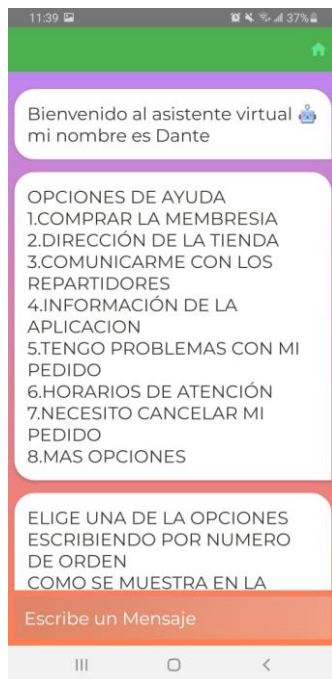 11:39 37%
Bienvenido al asistente virtual
mi nombre es Dante
OPCIONES DE AYUDA
1.COMPRAR LA MEMBRESIA
2.DIRECCIÓN DE LA TIENDA
3.COMUNICARME CON LOS
REPARTIDORES
4.INFORMACIÓN DE LA
APLICACION
5.TENGO PROBLEMAS CON MI
PEDIDO
6.HORARIOS DE ATENCIÓN
7.NECESITO CANCELAR MI
PEDIDO
8.MAS OPCIONES
ELIGE UNA DE LA OPCIONES
ESCRIBIENDO POR NUMERO
DE ORDEN
COMO SE MUESTRA EN LA
Escribe un Mensaje